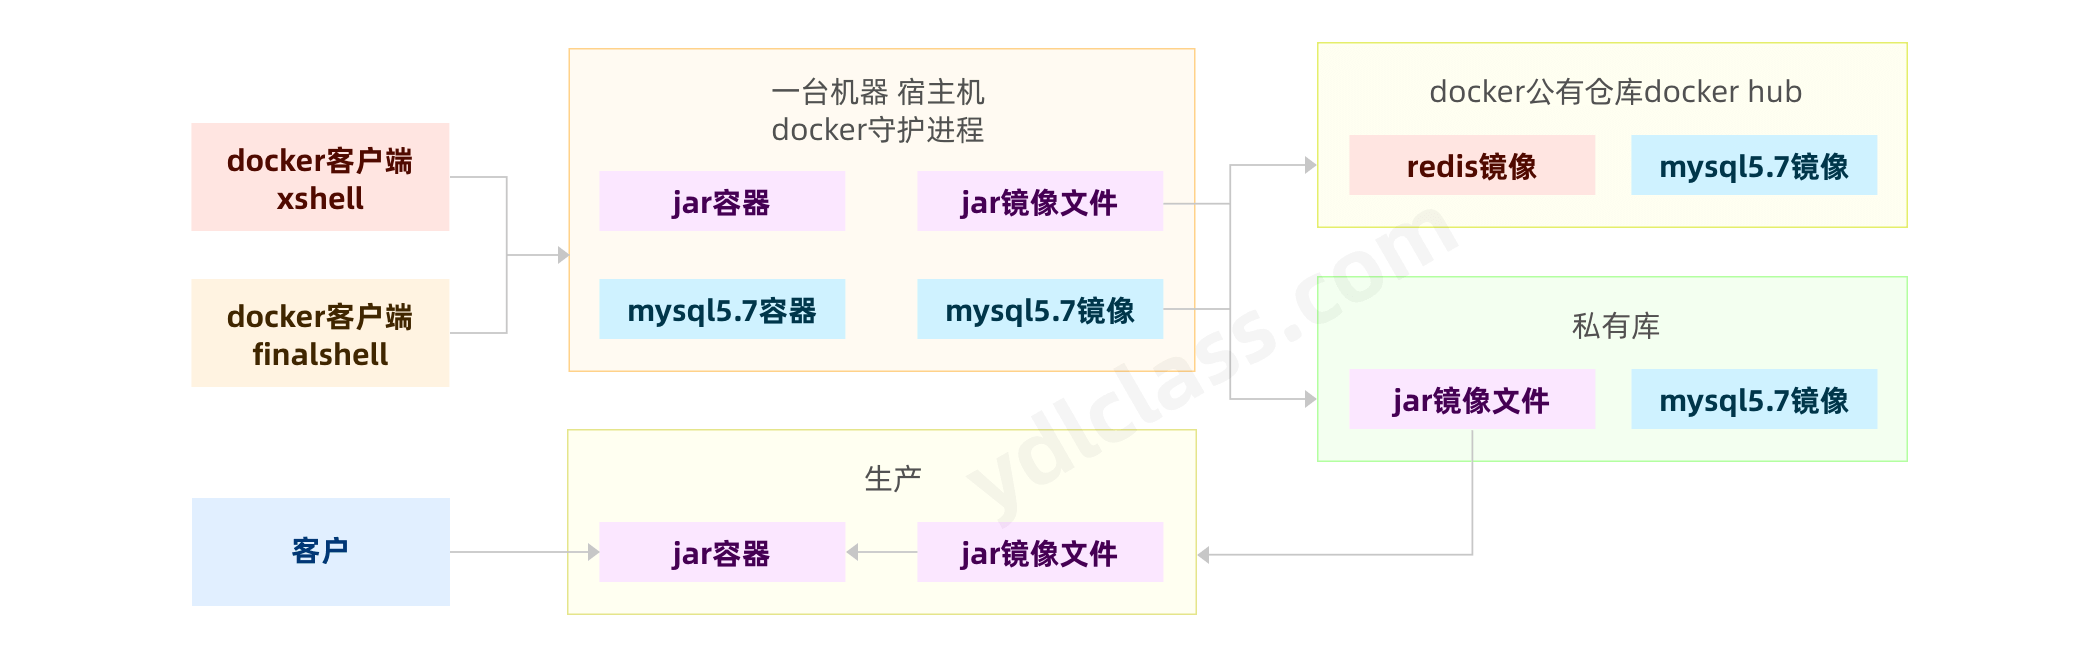 docker客户端
xshell
docker客户端
finalshell
一台机器 宿主机
docker守护进程
jar容器
jar镜像文件
mysql5.7容器
mysql5.7镜像
docker公有仓库docker hub
redis镜像
mysql5.7镜像
私有库
jar镜像文件
mysql5.7镜像
客户
生产
jar容器
jar镜像文件
ydlclass.com